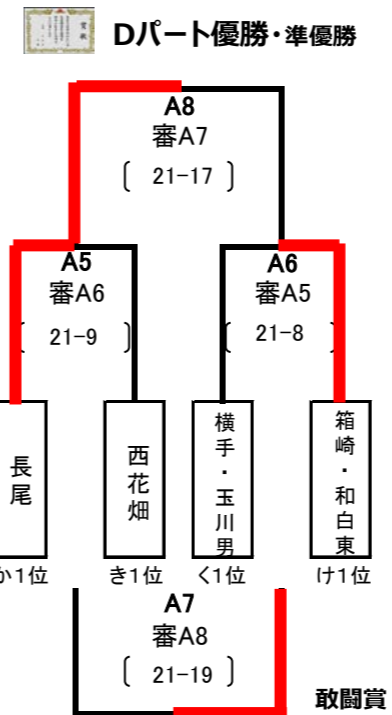 Dパート優勝・準優勝
A8
審A7
〔 21-17 〕
A5
審A6
〔 21-9 〕
A6
審A5
〔 21-8 〕
長尾
西花畑
横手・玉川男
箱崎・和白東
か1位
き1位
く1位
け1位
A7
審A8
〔 21-19 〕
敢闘賞